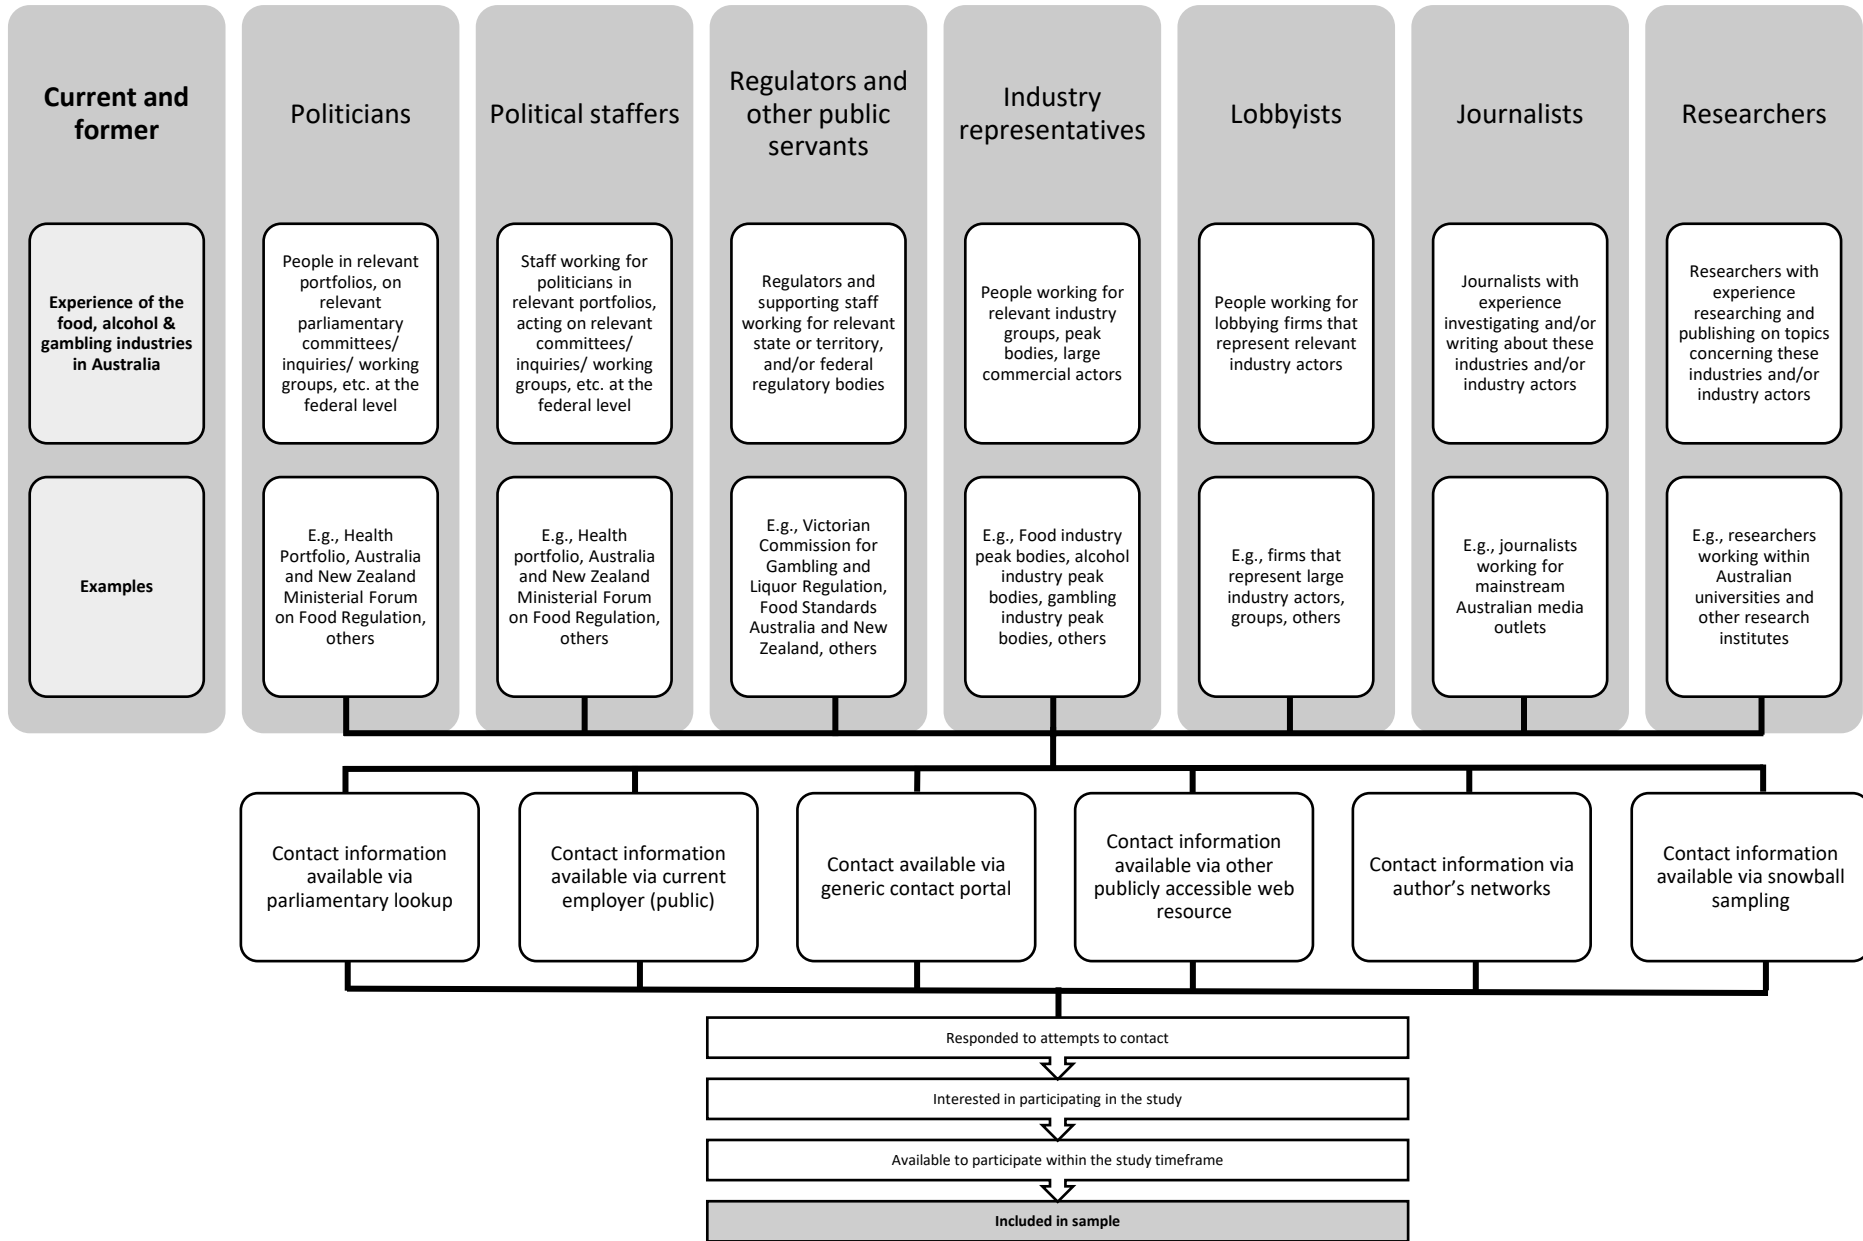 Current and
former
Politicians
Political staffers
Regulators and
other public
servants
Industry
representatives
Lobbyists
Journalists
Researchers
Experience of the
food, alcohol &
gambling industries
in Australia
People in relevant
portfolios, on
relevant
parliamentary
committees/
inquiries/ working
groups, etc. at the
federal level
Staff working for
politicians in
relevant portfolios,
acting on relevant
committees/
inquiries/ working
groups, etc. at the
federal level
Regulators and
supporting staff
working for relevant
state or territory,
and/or federal
regulatory bodies
People working for
relevant industry
groups, peak
bodies, large
commercial actors
People working for
lobbying firms that
represent relevant
industry actors
Journalists with
experience
investigating and/or
writing about these
industries and/or
industry actors
Researchers with
experience
researching and
publishing on topics
concerning these
industries and/or
industry actors
Examples
E.g., Health
Portfolio, Australia
and New Zealand
Ministerial Forum
on Food Regulation,
others
E.g., Health
portfolio, Australia
and New Zealand
Ministerial Forum
on Food Regulation,
others
E.g., Victorian
Commission for
Gambling and
Liquor Regulation,
Food Standards
Australia and New
Zealand, others
E.g., Food industry
peak bodies, alcohol
industry peak
bodies, gambling
industry peak
bodies, others
E.g., firms that
represent large
industry actors,
groups, others
E.g., journalists
working for
mainstream
Australian media
outlets
E.g., researchers
working within
Australian
universities and
other research
institutes
Contact information
available via
parliamentary lookup
Contact information
available via current
employer (public)
Contact available via
generic contact portal
Contact information
available via other
publicly accessible web
resource
Contact information via
author's networks
Contact information
available via snowball
sampling
Responded to attempts to contact
Interested in participating in the study
Available to participate within the study timeframe
Included in sample